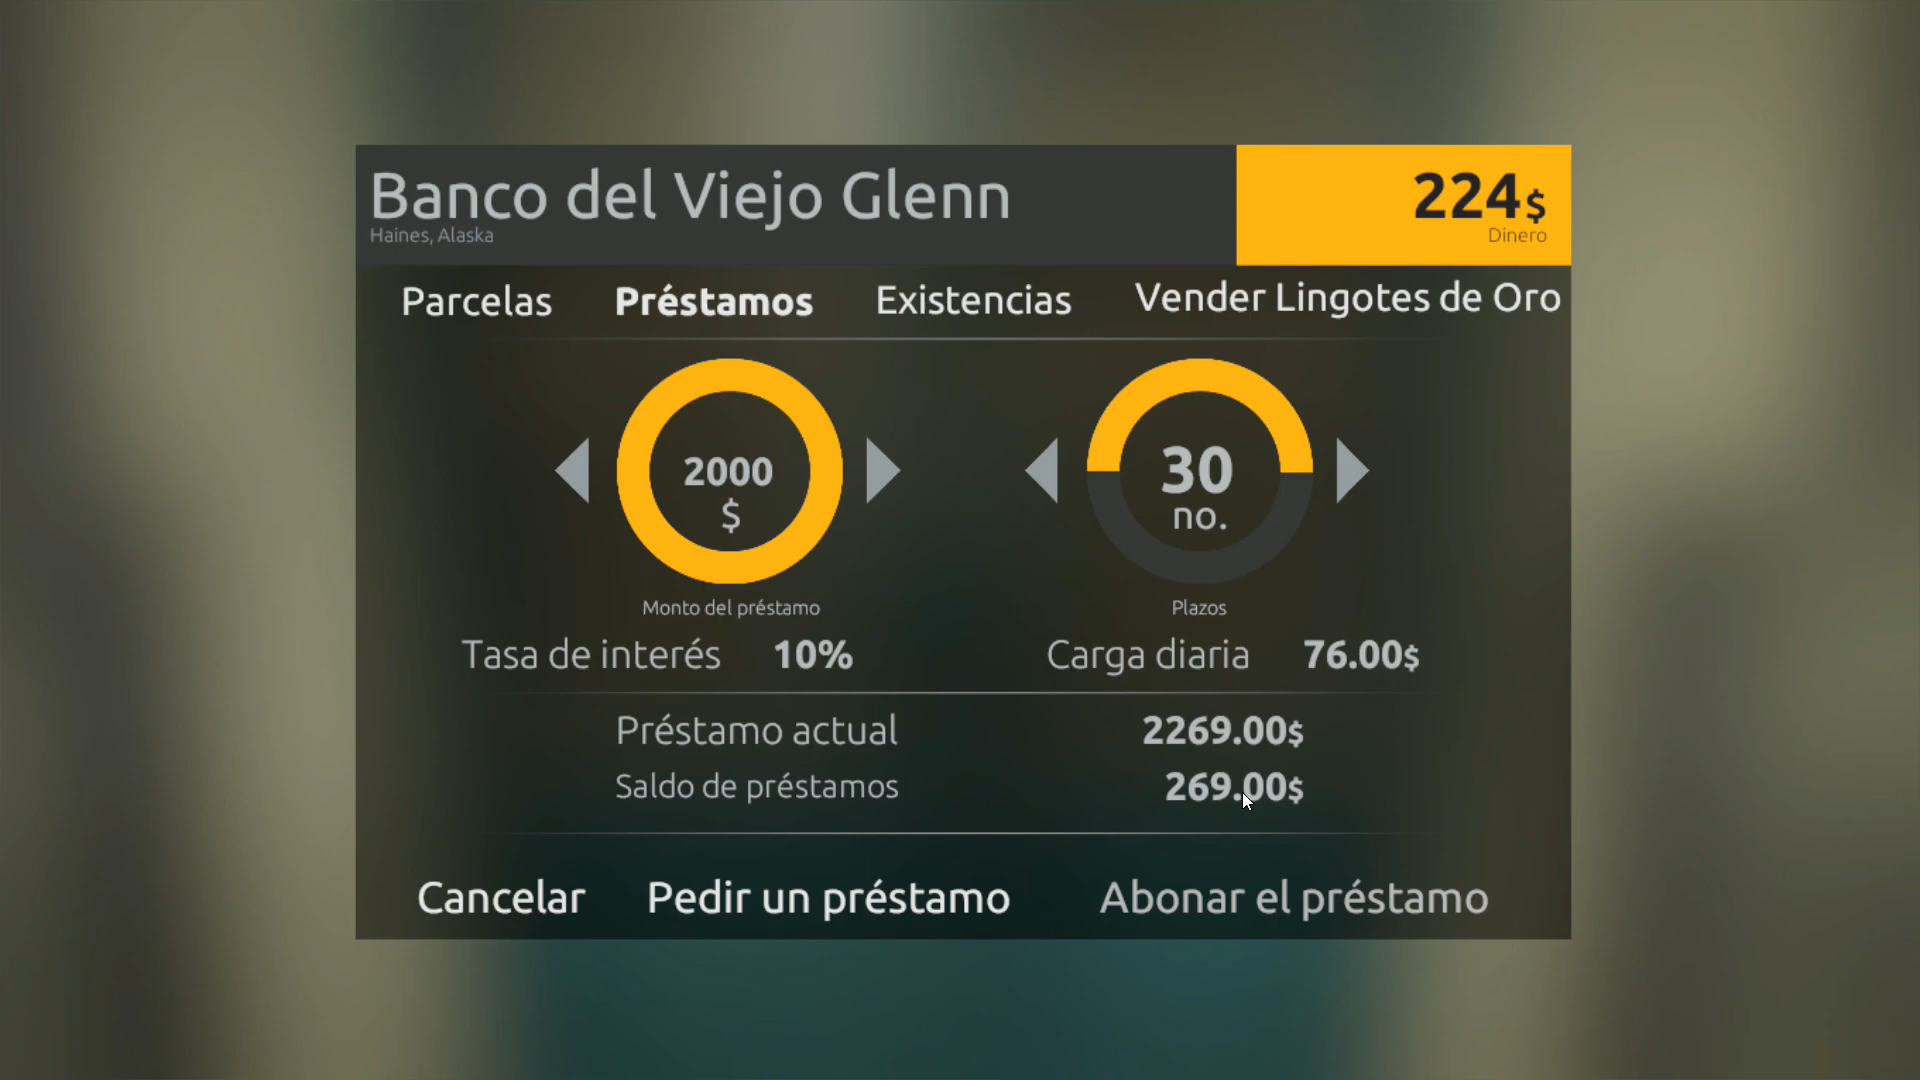 Banco del Viejo Glenn
Haines, Alaska
224$
Dinero
Parcelas Préstamos Existencias Vender Lingotes de Oro
2000
$
30
no.
Monto del préstamo
Plazos
Tasa de interés 10% Carga diaria 76.00$
Préstamo actual 2269.00$
Saldo de préstamos 269.00$
Cancelar Pedir un préstamo Abonar el préstamo